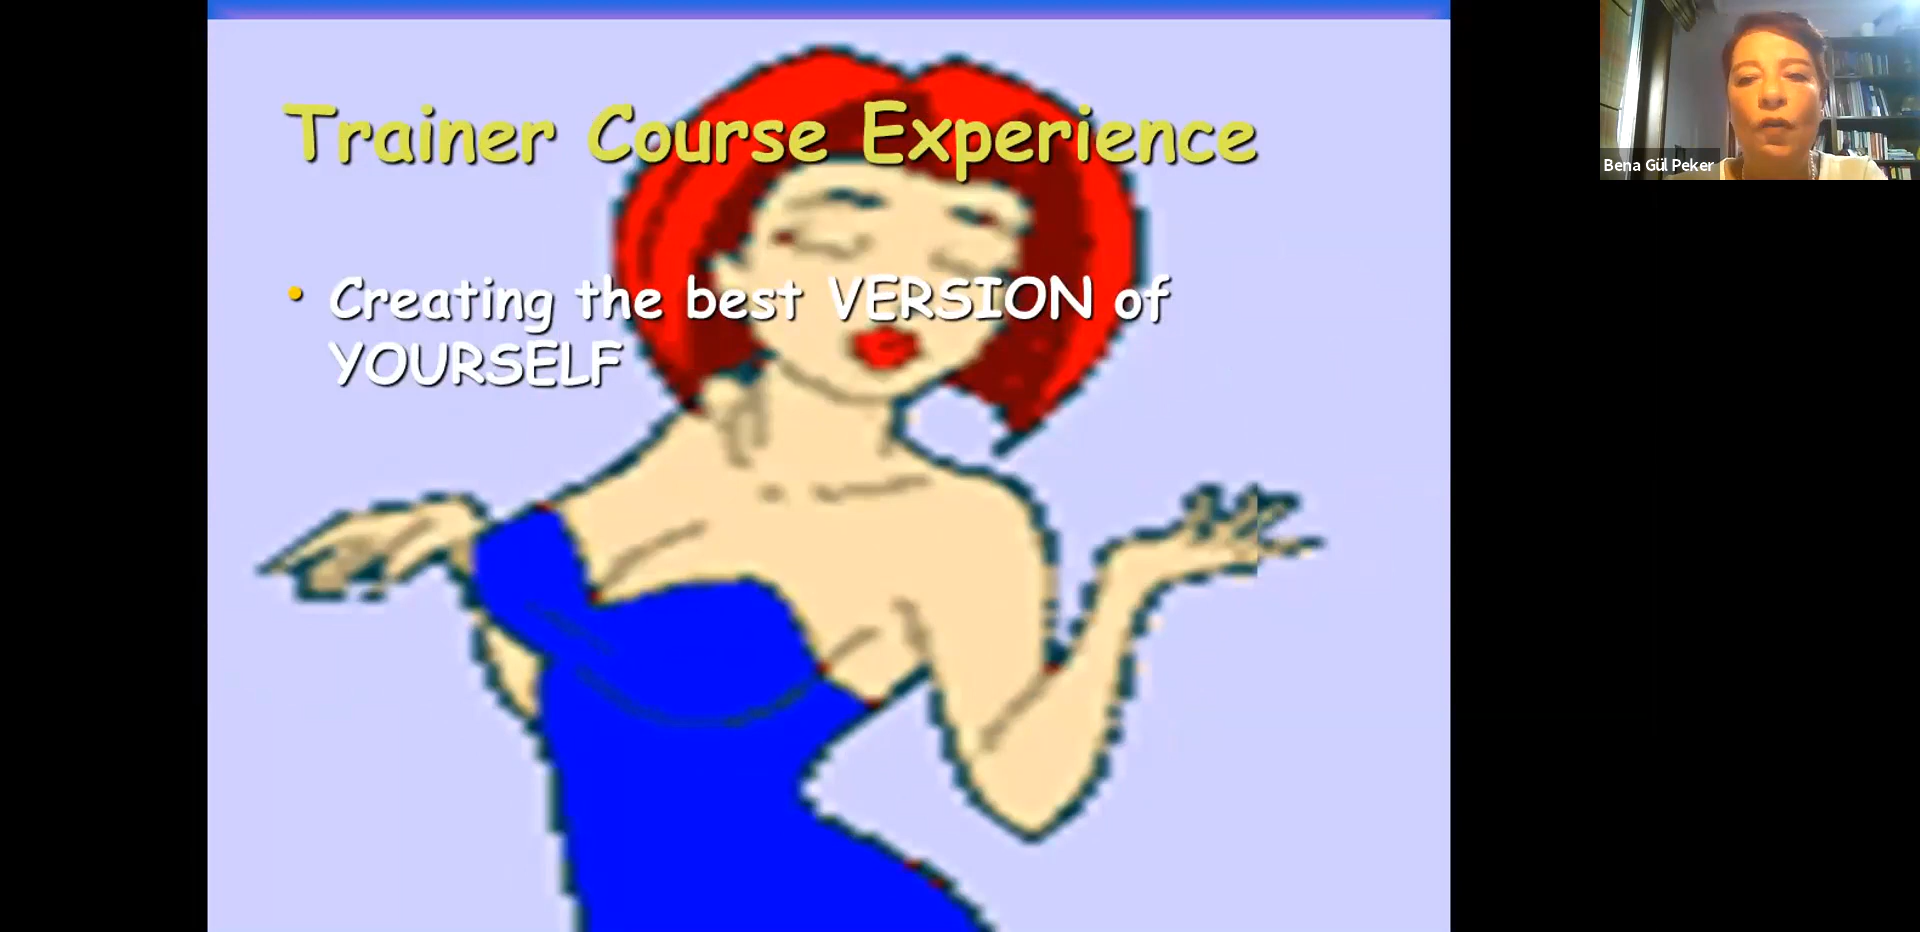 Trainer Course Experience
• Creating the best VERSION of
YOURSELF
Bena Gül Peker